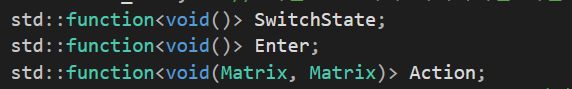 std::function<void()> SwitchState;
std::function<void()> Enter;
std::function<void(Matrix, Matrix)> Action;